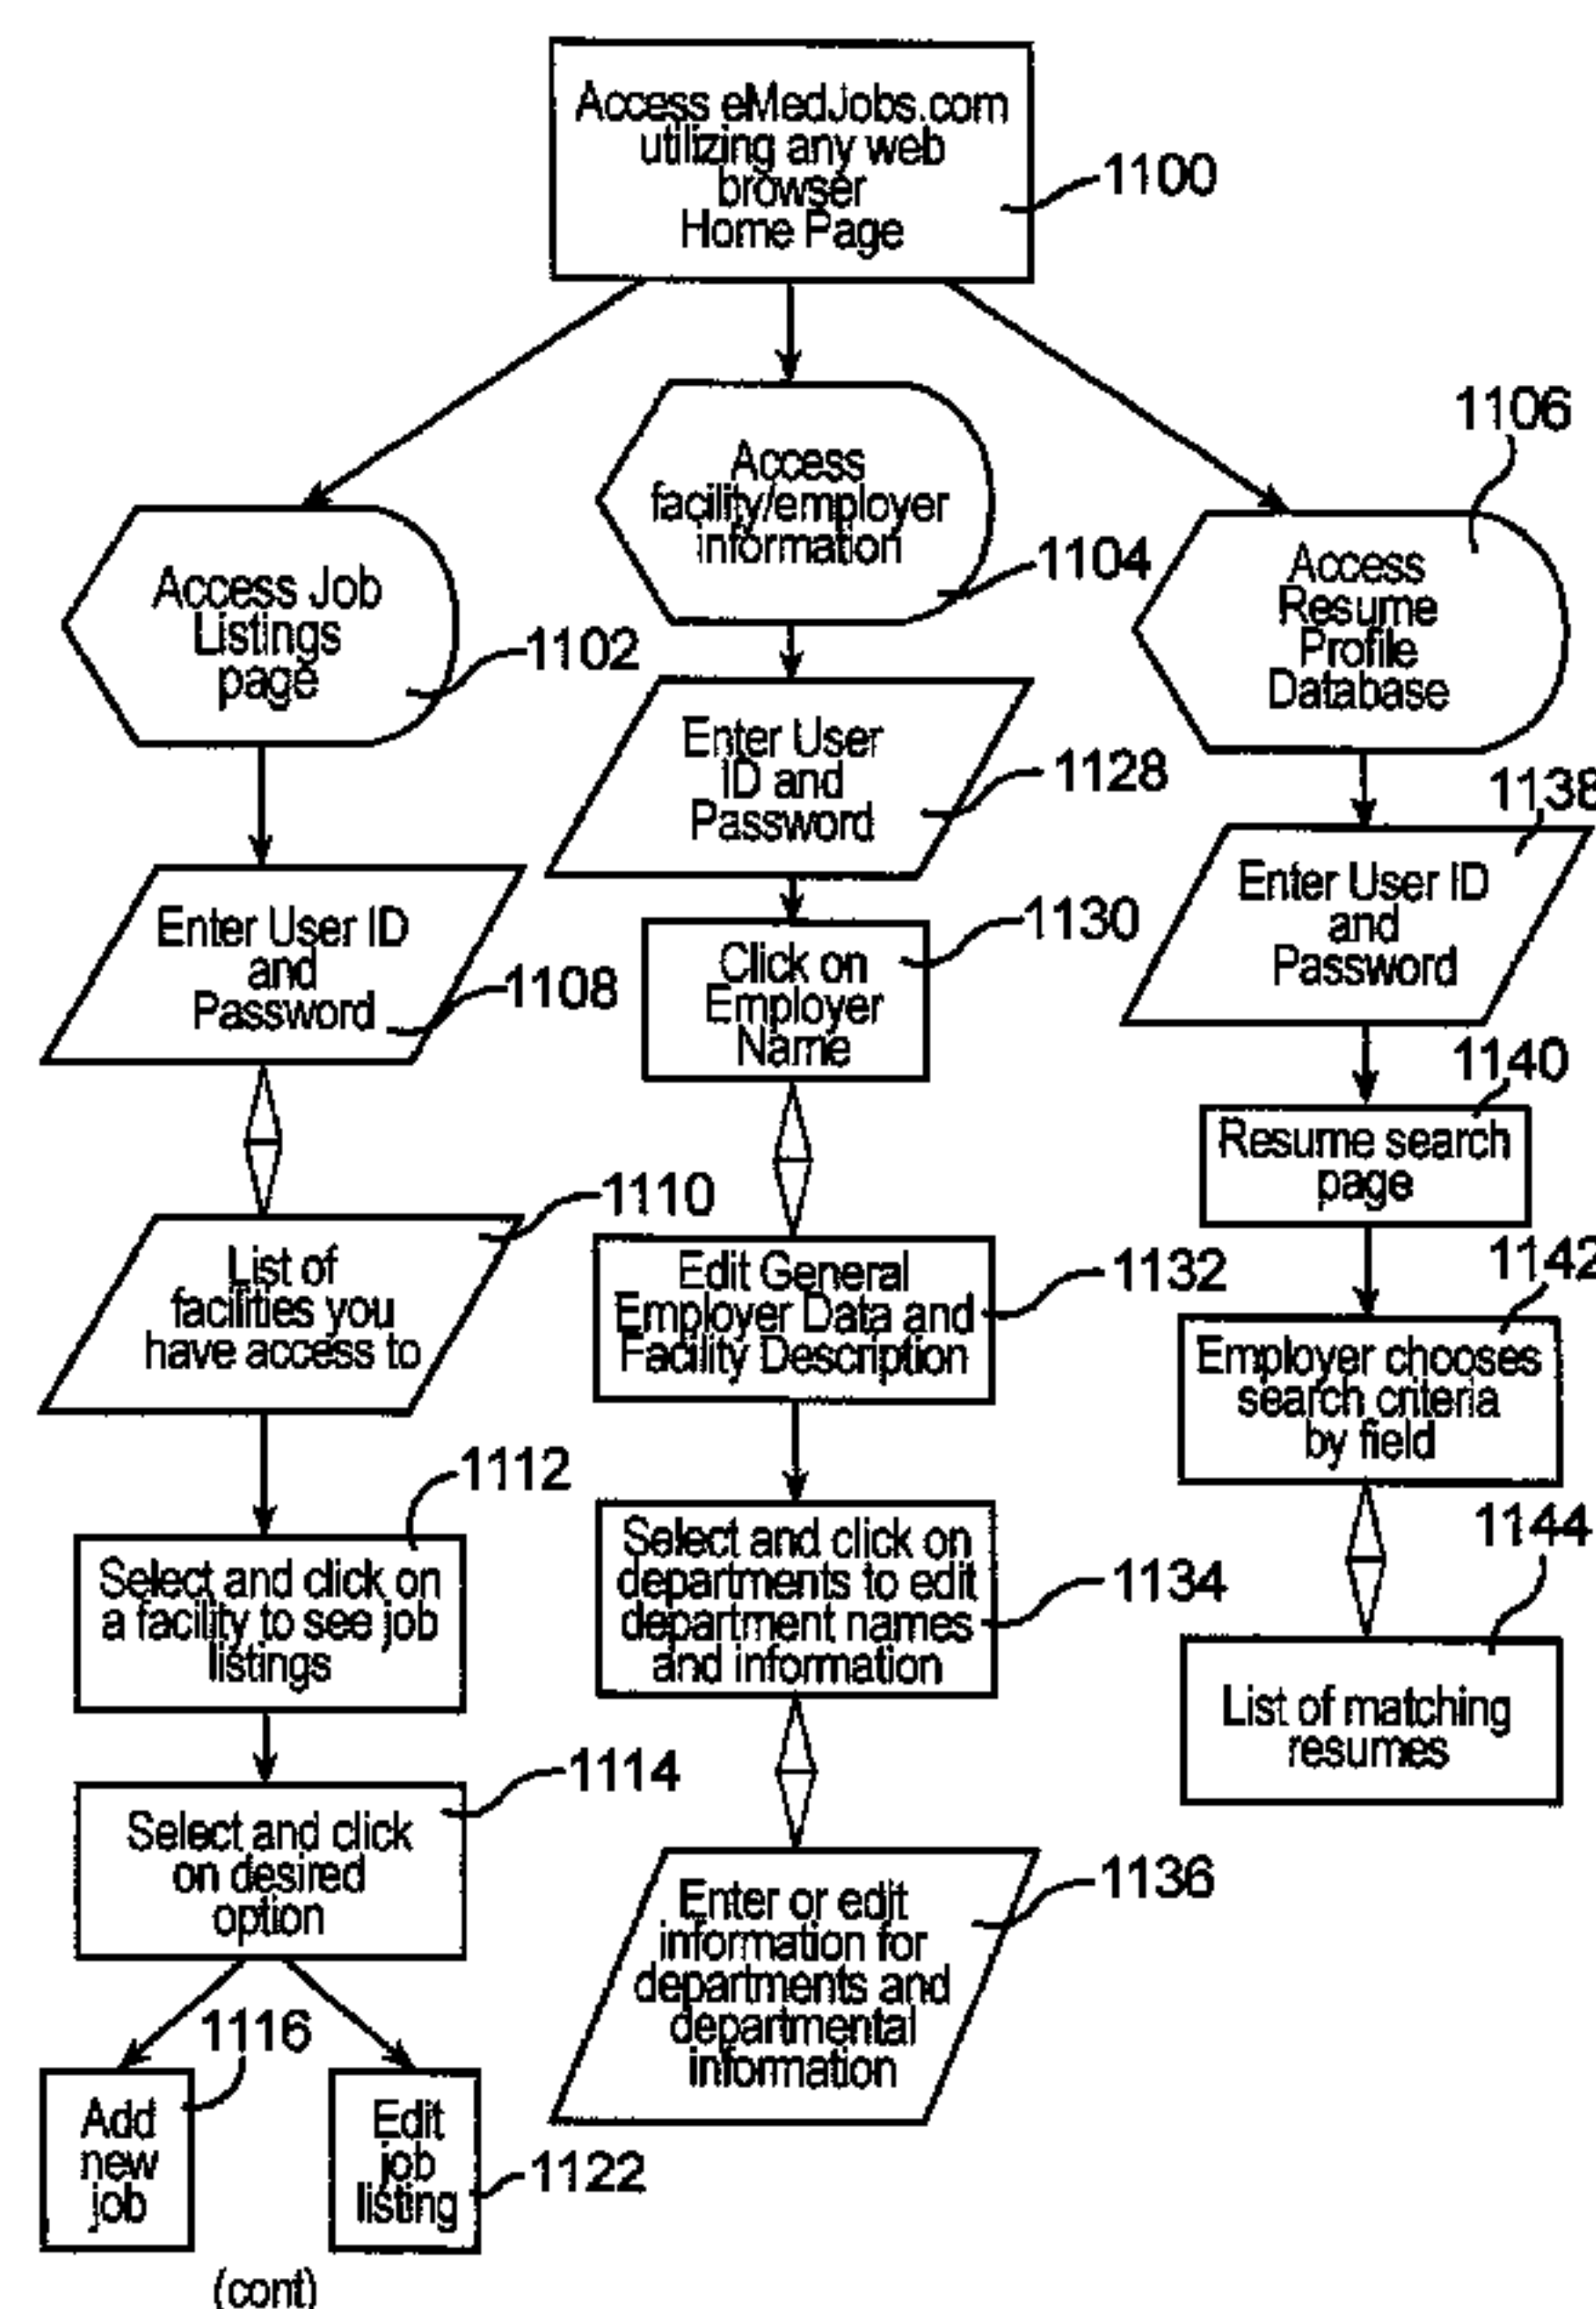 Access eMedJobs.com
utilizing any web
browser
Home Page
1100
Access Job
Listings
page
1102
Enter User ID
and
Password
1108
List of
facilities you
have access to
1110
Select and click on
a facility to see job
listings
1112
Select and click
on desired
option
1114
Add
new
job
1116
Edit
job
listing
1122
(cont)
Access
facility/employer
information
1104
Enter User
ID and
Password
1128
Click on
Employer
Name
1130
Edit General
Employer Data and
Facility Description
1132
Select and click on
departments to edit
department names
and information
1134
Enter or edit
information for
departments and
departmental
information
1136
Access
Resume
Profile
Database
1106
Enter User ID
and
Password
1138
Resume search
page
1140
Employer chooses
search criteria
by field
1142
List of matching
resumes
1144